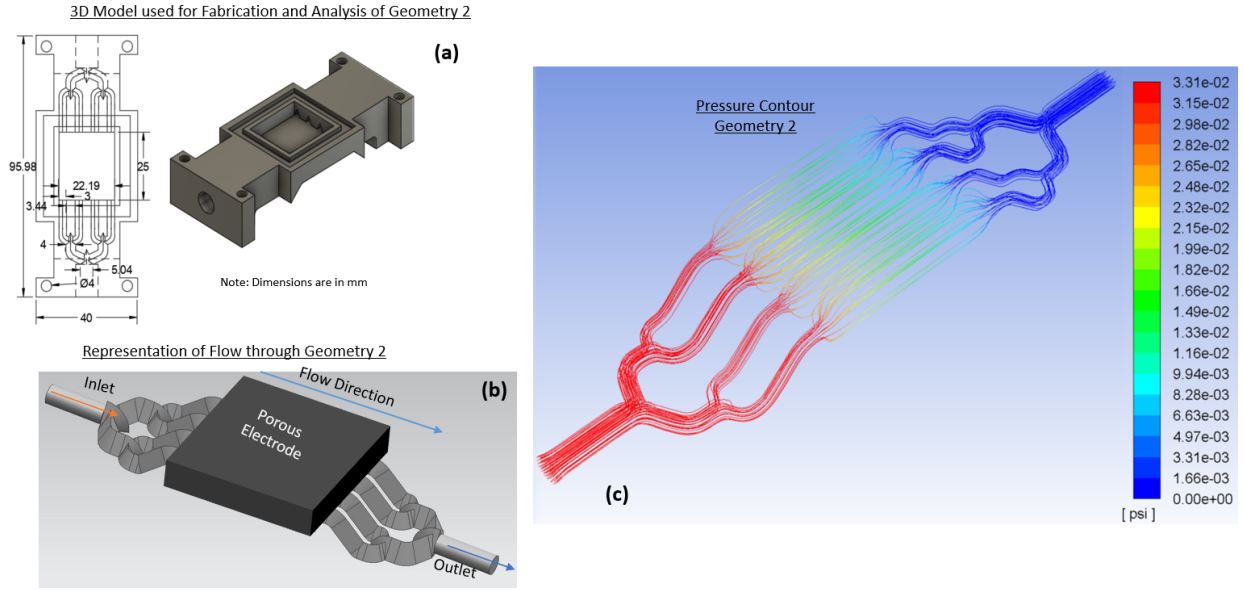 3D Model used for Fabrication and Analysis of Geometry 2
(a)
95.98
22.19
25
3
3.44
4
5.04
Ø4
40
Note: Dimensions are in mm
Representation of Flow through Geometry 2
(b)
Inlet
Flow Direction
Porous
Electrode
Outlet
Pressure Contour
Geometry 2
(c)
3.31e-02
3.15e-02
2.98e-02
2.82e-02
2.65e-02
2.48e-02
2.32e-02
2.15e-02
1.99e-02
1.82e-02
1.66e-02
1.49e-02
1.33e-02
1.16e-02
9.94e-03
8.28e-03
6.63e-03
4.97e-03
3.31e-03
1.66e-03
0.00e+00
[ psi ]